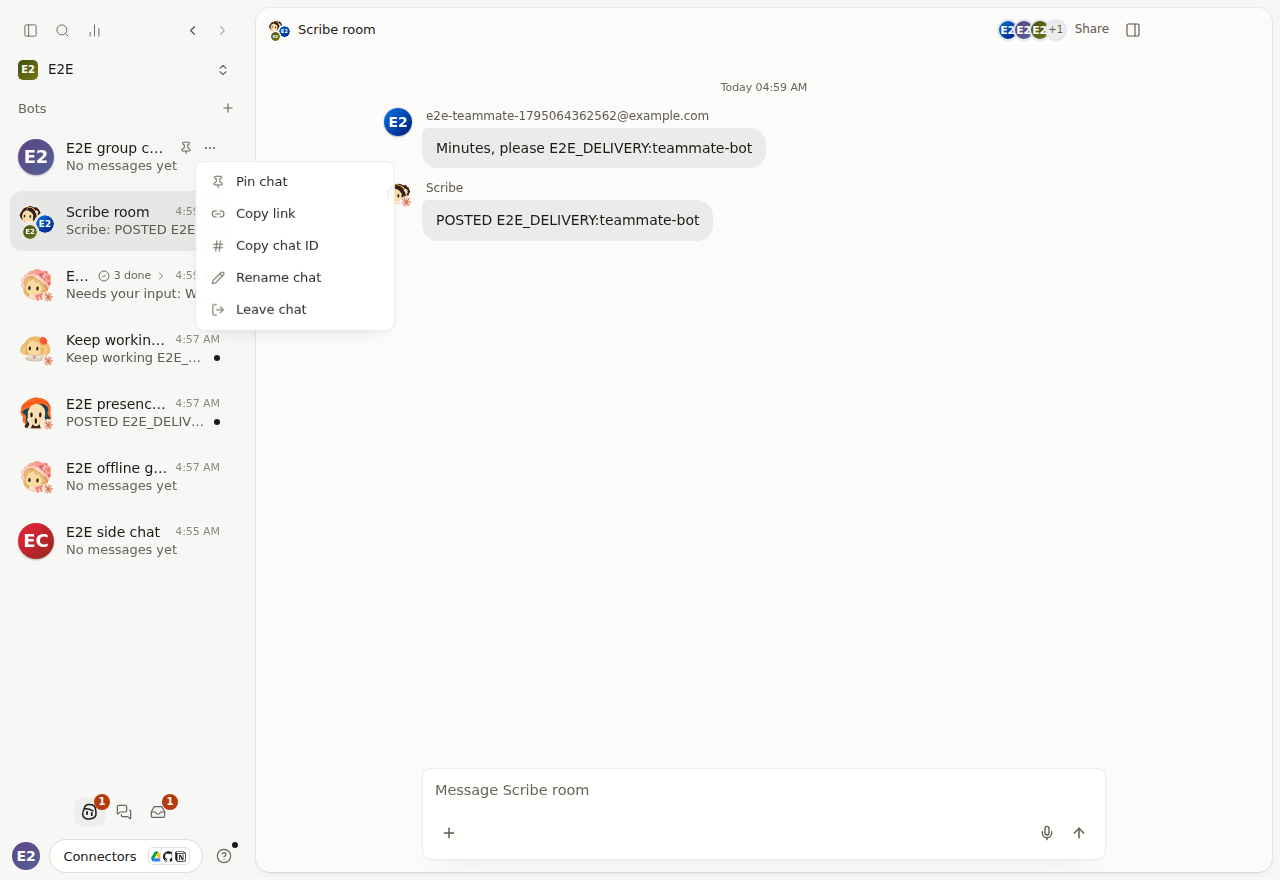 E2 E2E
Bots
E2 E2E group c...
No messages yet
Scribe room 4:59
E2 E2 Scribe: POSTED E2E
E... 3 done 4:59
Needs your input: W
Keep workin... 4:57 AM
Keep working E2E_...
E2E presenc... 4:57 AM
POSTED E2E_DELIV...
E2E offline g... 4:57 AM
No messages yet
EC E2E side chat 4:55 AM
No messages yet
1 1
E2 Connectors
Pin chat
Copy link
Copy chat ID
Rename chat
Leave chat
Scribe room
E2 E2 E2 +1 Share
Today 04:59 AM
e2e-teammate-1795064362562@example.com
E2 Minutes, please E2E_DELIVERY:teammate-bot
Scribe
POSTED E2E_DELIVERY:teammate-bot
Message Scribe room